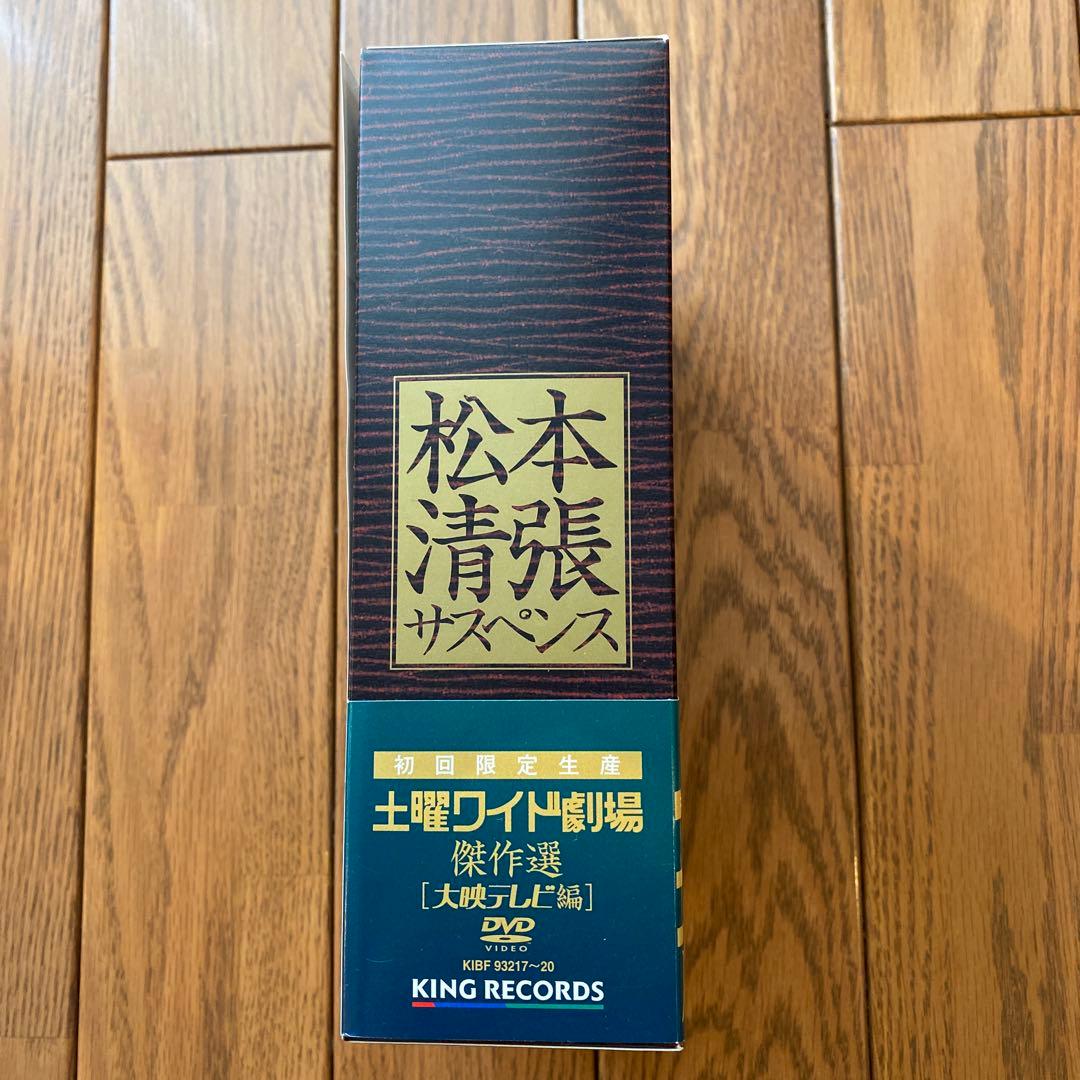 松本
清張
サスペンス
初回限定生産
土曜ワイド劇場
傑作選
[大映テレビ編]
DVD
VIDEO
KIBF 93217～20
KING RECORDS